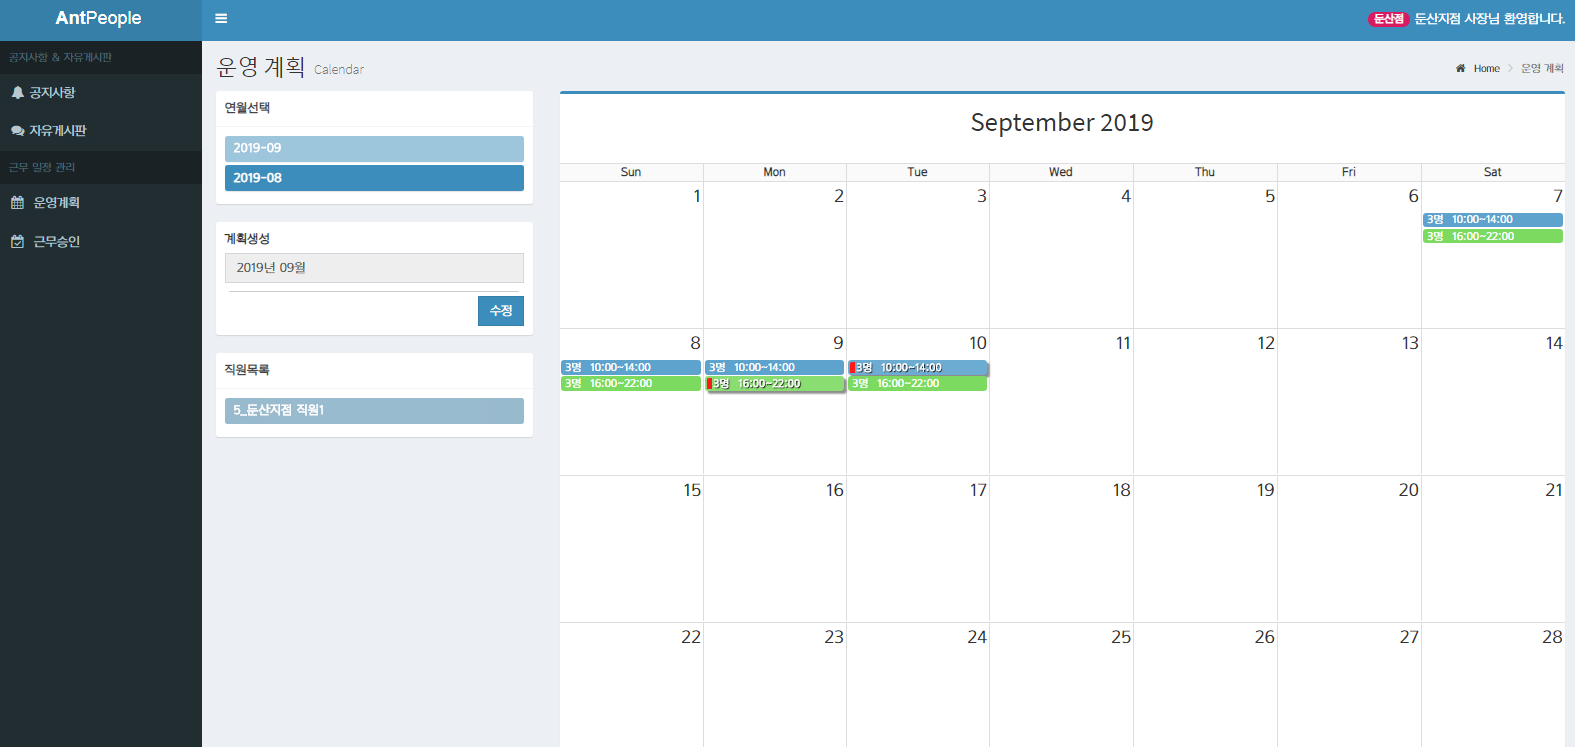 AntPeople
둔산점 둔산지점 사장님 환영합니다.
공지사항 & 자유게시판
공지사항
자유게시판
근무 일정 관리
운영계획
근무승인
운영 계획 Calendar
Home > 운영 계획
연월선택
2019-09
2019-08
계획생성
2019년 09월
수정
직원목록
5_둔산지점 직원1
September 2019
Sun Mon Tue Wed Thu Fri Sat
1 2 3 4 5 6 7
3명 10:00~14:00
3명 16:00~22:00
8 9 10 11 12 13 14
3명 10:00~14:00 3명 10:00~14:00 3명 10:00~14:00
3명 16:00~22:00 3명 16:00~22:00 3명 16:00~22:00
15 16 17 18 19 20 21
22 23 24 25 26 27 28